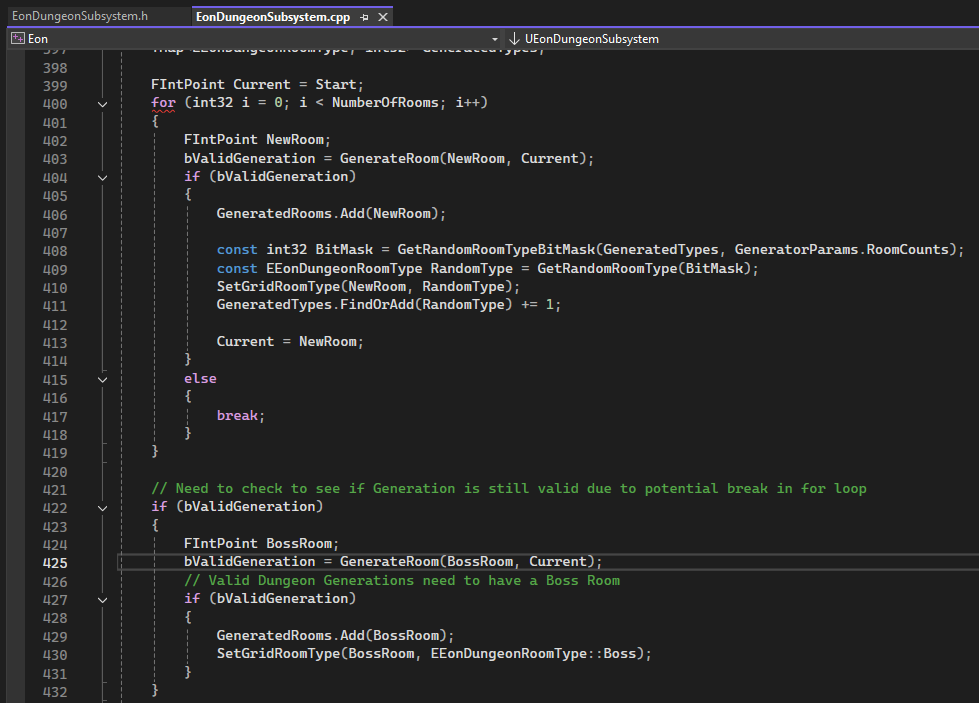 EonDungeonSubsystem.h
EonDungeonSubsystem.cpp
Eon
UEonDungeonSubsystem
397 TMap<EEonDungeonRoomType, int32> GeneratedTypes;
398
399 FIntPoint Current = Start;
400 for (int32 i = 0; i < NumberOfRooms; i++)
401 {
402 FIntPoint NewRoom;
403 bValidGeneration = GenerateRoom(NewRoom, Current);
404 if (bValidGeneration)
405 {
406 GeneratedRooms.Add(NewRoom);
407
408 const int32 BitMask = GetRandomRoomTypeBitMask(GeneratedTypes, GeneratorParams.RoomCounts);
409 const EEonDungeonRoomType RandomType = GetRandomRoomType(BitMask);
410 SetGridRoomType(NewRoom, RandomType);
411 GeneratedTypes.FindOrAdd(RandomType) += 1;
412
413 Current = NewRoom;
414 }
415 else
416 {
417 break;
418 }
419 }
420
421 // Need to check to see if Generation is still valid due to potential break in for loop
422 if (bValidGeneration)
423 {
424 FIntPoint BossRoom;
425 bValidGeneration = GenerateRoom(BossRoom, Current);
426 // Valid Dungeon Generations need to have a Boss Room
427 if (bValidGeneration)
428 {
429 GeneratedRooms.Add(BossRoom);
430 SetGridRoomType(BossRoom, EEonDungeonRoomType::Boss);
431 }
432 }